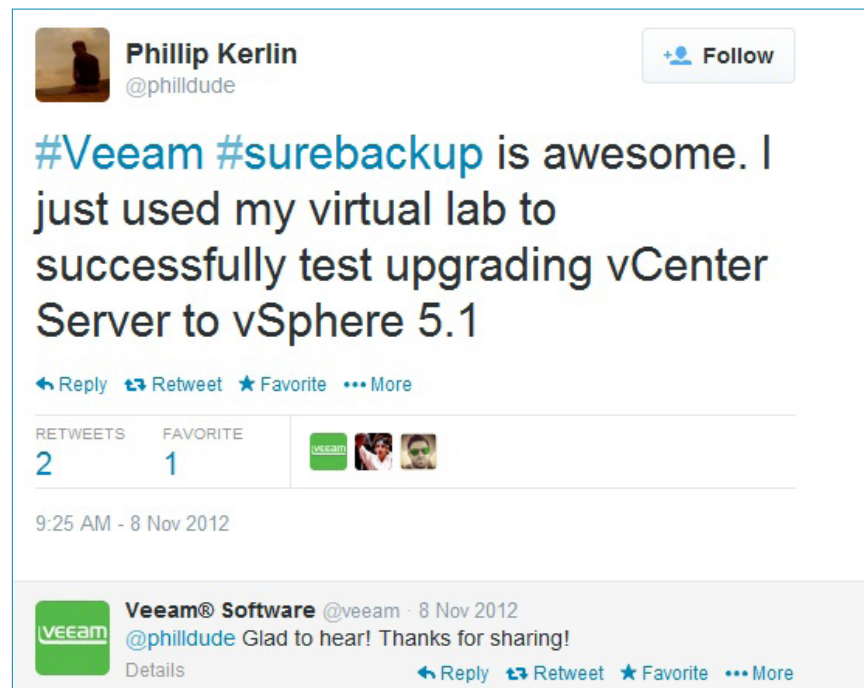 Phillip Kerlin
@philldude
Follow
#Veeam #surebackup is awesome. I
just used my virtual lab to
successfully test upgrading vCenter
Server to vSphere 5.1
Reply Retweet Favorite More
RETWEETS FAVORITE
2 1
veeam
9:25 AM - 8 Nov 2012
Veeam® Software @veeam · 8 Nov 2012
veeam
@philldude Glad to hear! Thanks for sharing!
Details Reply Retweet Favorite More